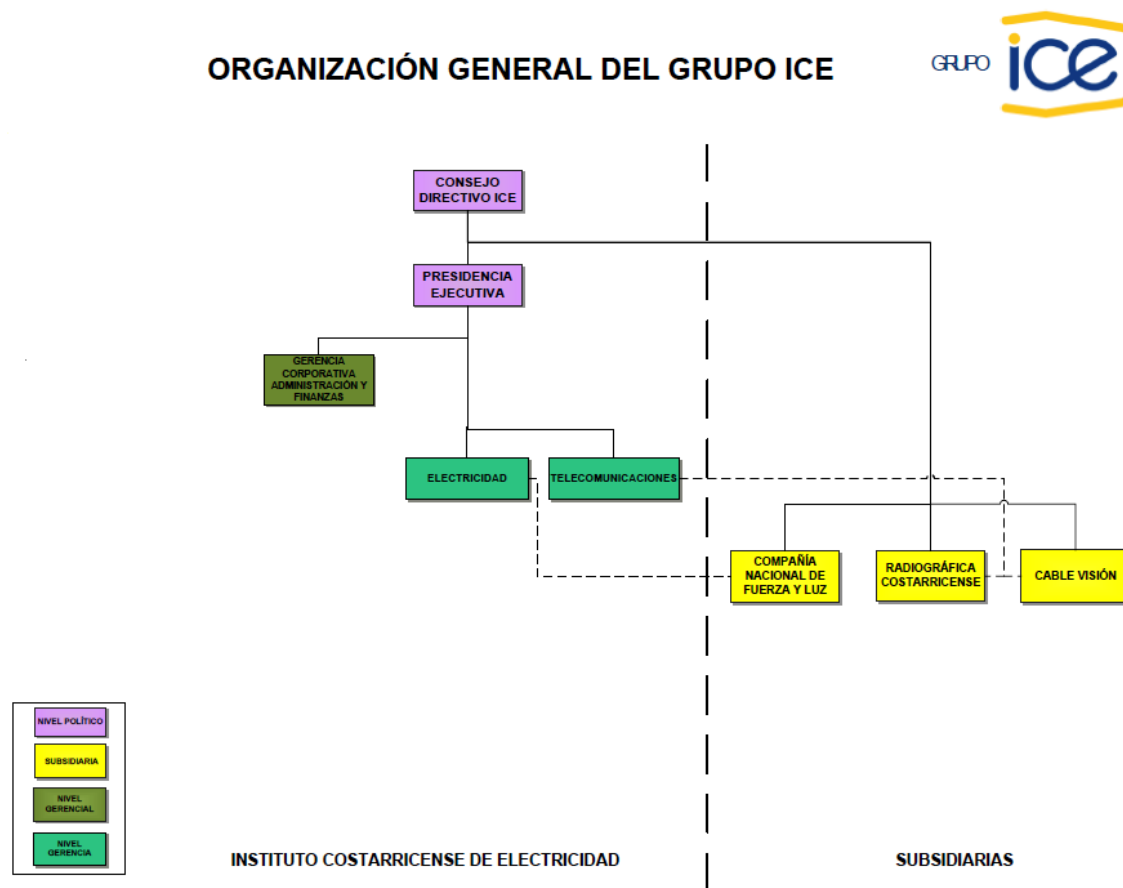 ORGANIZACIÓN GENERAL DEL GRUPO ICE
GRUPO ice
CONSEJO
DIRECTIVO ICE
PRESIDENCIA
EJECUTIVA
GERENCIA
CORPORATIVA
ADMINISTRACIÓN Y
FINANZAS
ELECTRICIDAD
TELECOMUNICACIONES
COMPAÑÍA
NACIONAL DE
FUERZA Y LUZ
RADIOGRÁFICA
COSTARRICENSE
CABLE VISIÓN
NIVEL POLÍTICO
SUBSIDIARIA
NIVEL
GERENCIAL
NIVEL
GERENCIA
INSTITUTO COSTARRICENSE DE ELECTRICIDAD
SUBSIDIARIAS